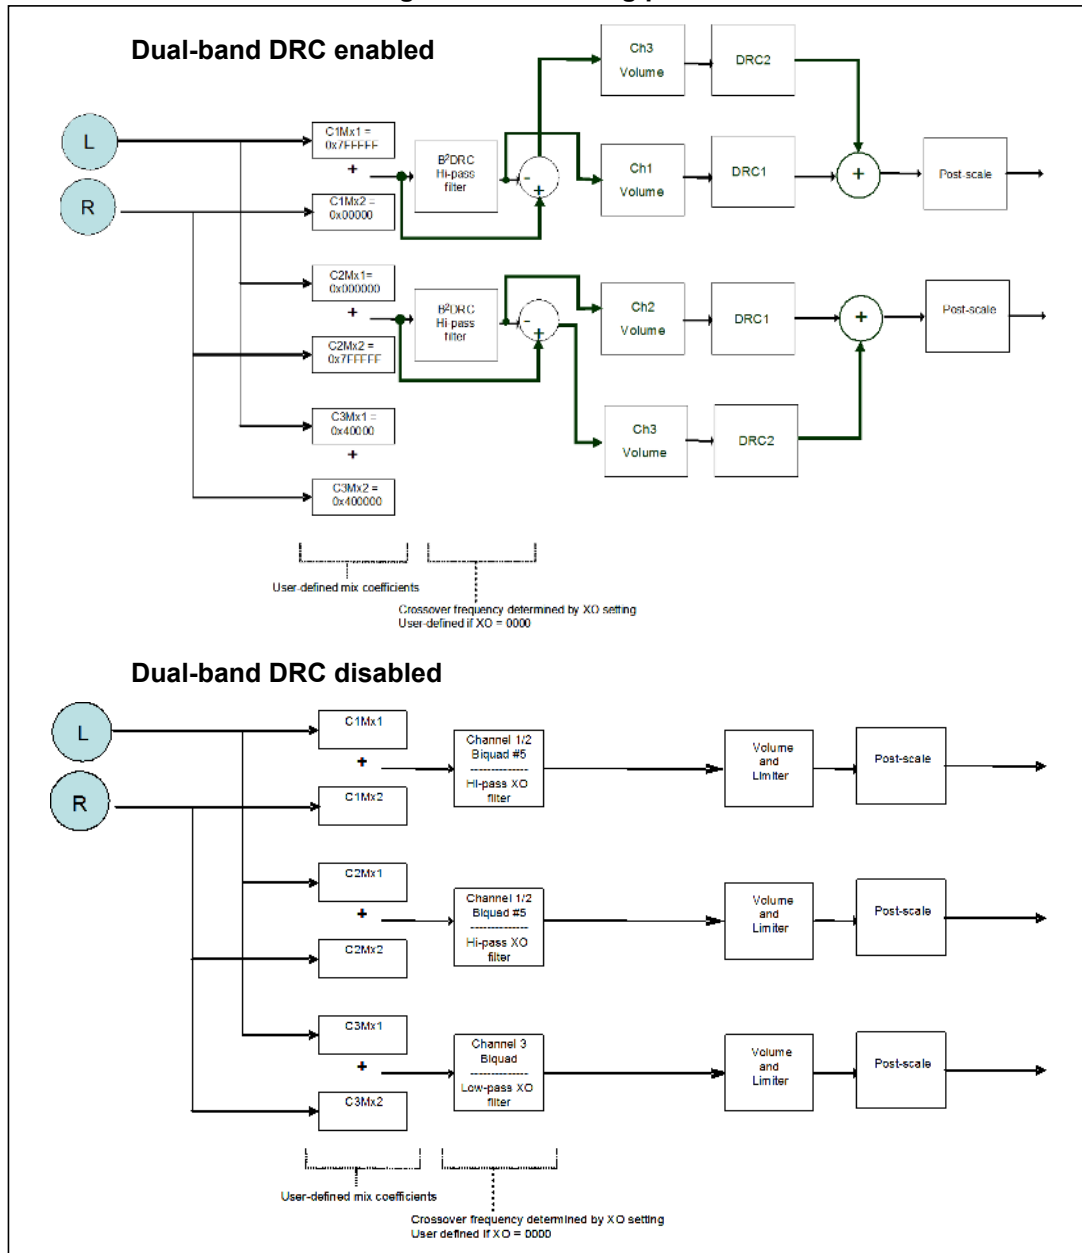 Dual-band DRC enabled
L
R
C1Mx1 =
0x7FFFFF
+
C1Mx2 =
0x00000
B²DRC
Hi-pass
filter
-
+
Ch3
Volume
DRC2
Ch1
Volume
DRC1
+
Post-scale
C2Mx1=
0x000000
+
C2Mx2 =
0x7FFFFF
B²DRC
Hi-pass
filter
-
+
Ch2
Volume
DRC1
+
Post-scale
Ch3
Volume
DRC2
C3Mx1 =
0x40000
+
C3Mx2 =
0x400000
User-defined mix coefficients
Crossover frequency determined by XO setting
User-defined if XO = 0000
Dual-band DRC disabled
L
R
C1Mx1
+
C1Mx2
Channel 1/2
Biquad #5
--------------
Hi-pass XO
filter
Volume
and
Limiter
Post-scale
C2Mx1
+
C2Mx2
Channel 1/2
Biquad #5
--------------
Hi-pass XO
filter
Volume
and
Limiter
Post-scale
C3Mx1
+
C3Mx2
Channel 3
Biquad
--------------
Low-pass XO
filter
Volume
and
Limiter
Post-scale
User-defined mix coefficients
Crossover frequency determined by XO setting
User defined if XO = 0000